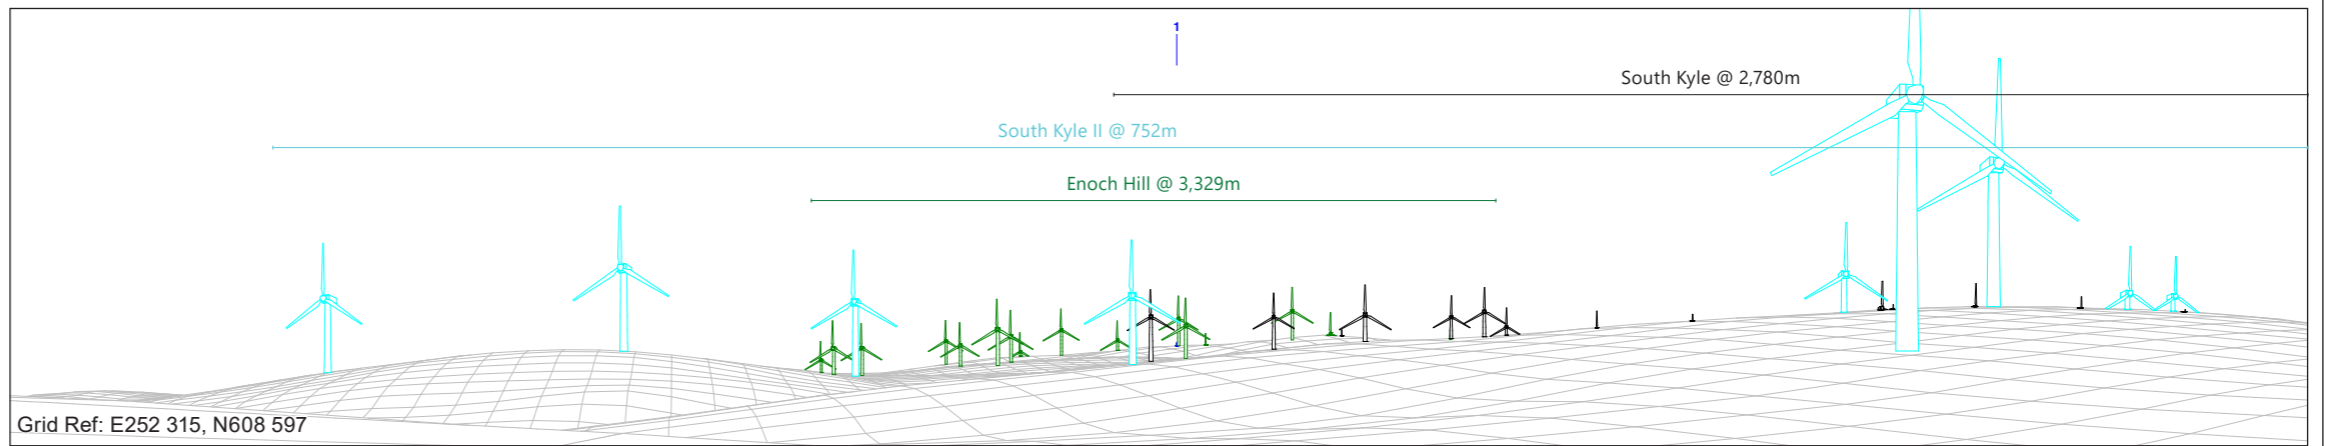 1
South Kyle @ 2,780m
South Kyle II @ 752m
Enoch Hill @ 3,329m
Grid Ref: E252 315, N608 597